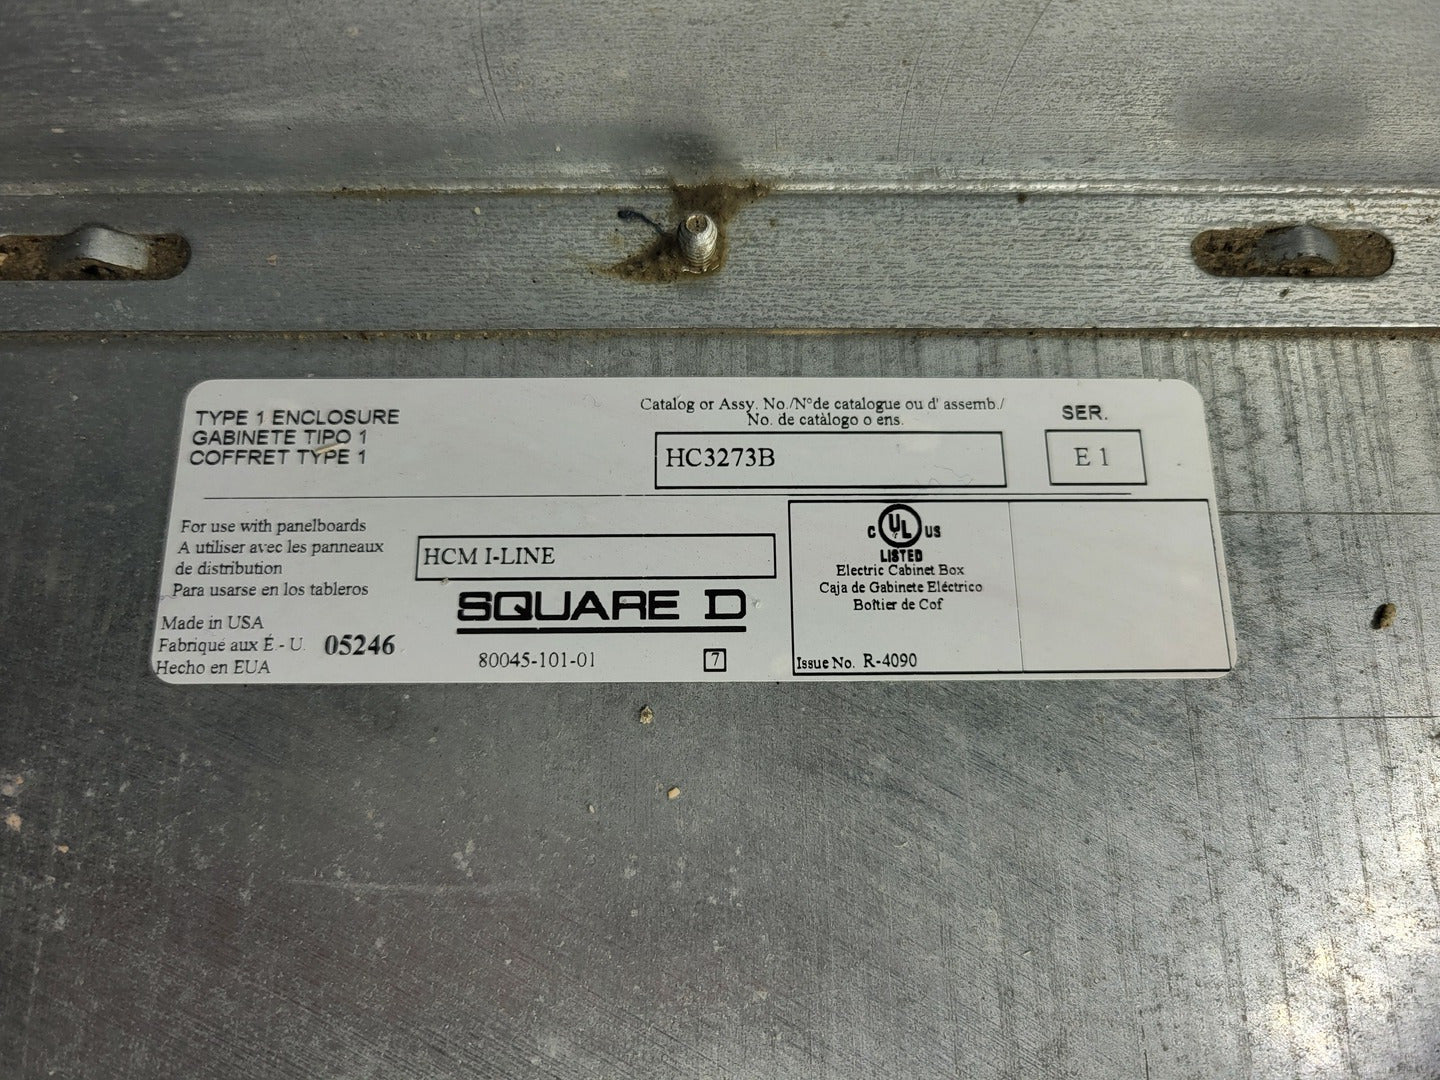 TYPE 1 ENCLOSURE
GABINETE TIPO 1
COFFRET TYPE 1
Catalog or Assy. No./N°de catalogue ou d' assemb./
No. de catàlogo o ens.
HC3273B
SER.
E 1
For use with panelboards
A utiliser avec les panneaux
de distribution
Para usarse en los tableros
HCM I-LINE
SQUARE D
Made in USA
Fabriqué aux É - U.
Hecho en EUA
05246
80045-101-01
7
C UL US
LISTED
Electric Cabinet Box
Caja de Gabinete Eléctrico
Boîtier de Cof
Issue No. R-4090